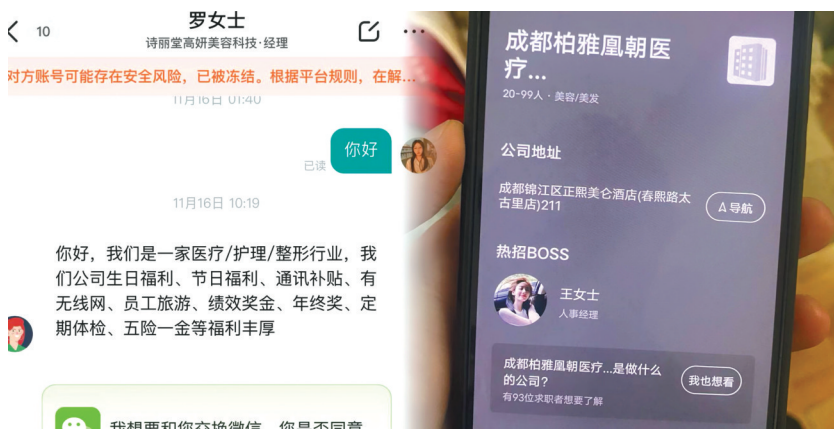 10
罗女士
诗丽堂高妍美容科技·经理
对方账号可能存在安全风险，已被冻结。根据平台规则，在解...
11月16日 01:40
你好
已读
11月16日 10:19
你好，我们是一家医疗/护理/整形行业，我
们公司生日福利、节日福利、通讯补贴、有
无线网、员工旅游、绩效奖金、年终奖、定
期体检、五险一金等福利丰厚
我想要和你交换微信，您是否同意
成都柏雅凰朝医
疗...
20-99人·美容/美发
公司地址
成都锦江区正熙美仑酒店(春熙路太
古里店)211
导航
热招BOSS
王女士
人事经理
成都柏雅凰朝医疗...是做什么
的公司？
我也想看
有93位求职者想要了解